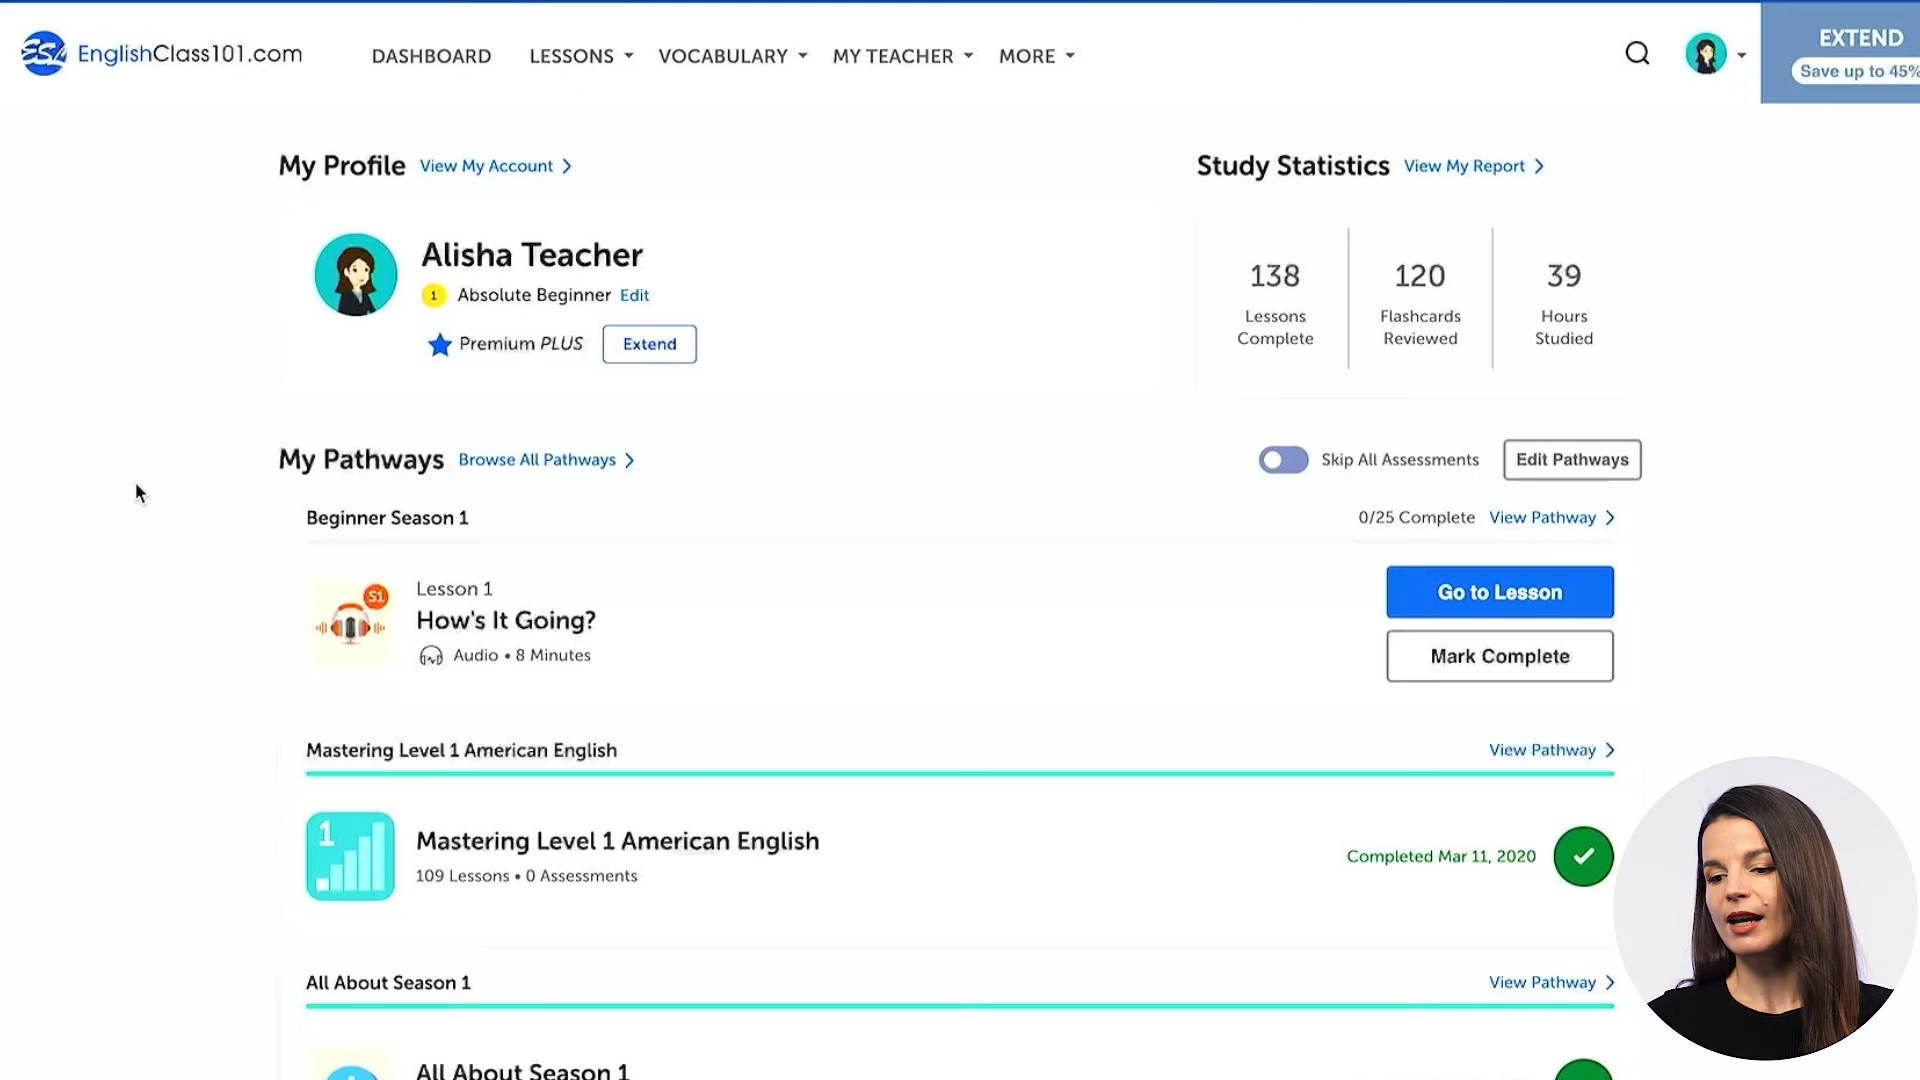 ESL EnglishClass101.com DASHBOARD LESSONS VOCABULARY MY TEACHER MORE
EXTEND
Save up to 45%
My Profile View My Account
Study Statistics View My Report
Alisha Teacher
1 Absolute Beginner Edit
Premium PLUS Extend
138
Lessons
Complete
120
Flashcards
Reviewed
39
Hours
Studied
My Pathways Browse All Pathways
Skip All Assessments Edit Pathways
Beginner Season 1 0/25 Complete View Pathway
S1
Lesson 1
How's It Going?
Audio • 8 Minutes
Go to Lesson
Mark Complete
Mastering Level 1 American English View Pathway
1
Mastering Level 1 American English
109 Lessons • 0 Assessments
Completed Mar 11, 2020
All About Season 1 View Pathway
All About Season 1